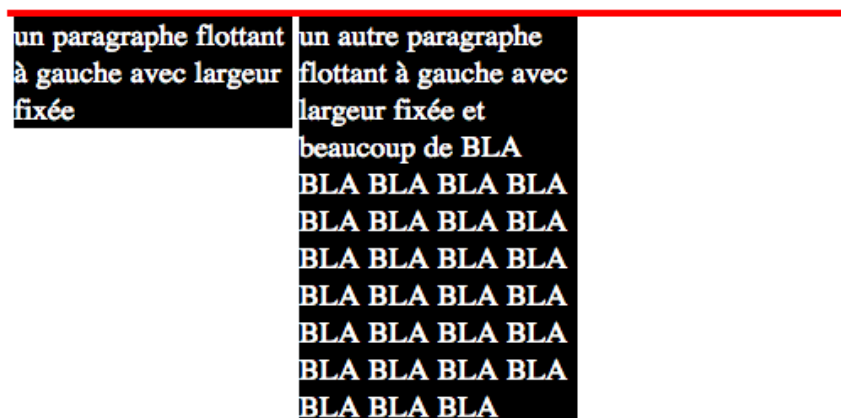 un paragraphe flottant
à gauche avec largeur
fixée
un autre paragraphe
flottant à gauche avec
largeur fixée et
beaucoup de BLA
BLA BLA BLA BLA
BLA BLA BLA BLA
BLA BLA BLA BLA
BLA BLA BLA BLA
BLA BLA BLA BLA
BLA BLA BLA BLA
BLA BLA BLA